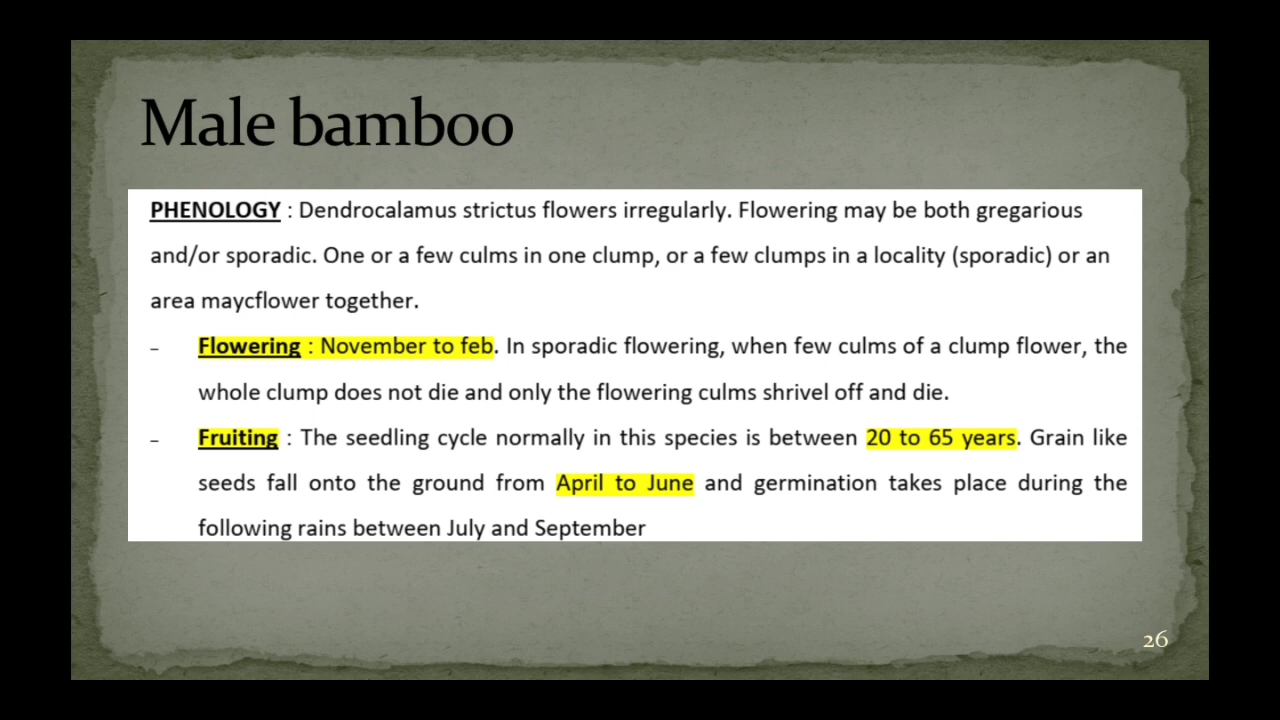 Male bamboo
PHENOLOGY : Dendrocalamus strictus flowers irregularly. Flowering may be both gregarious
and/or sporadic. One or a few culms in one clump, or a few clumps in a locality (sporadic) or an
area maycflower together.
– Flowering : November to feb. In sporadic flowering, when few culms of a clump flower, the
whole clump does not die and only the flowering culms shrivel off and die.
– Fruiting : The seedling cycle normally in this species is between 20 to 65 years. Grain like
seeds fall onto the ground from April to June and germination takes place during the
following rains between July and September
26